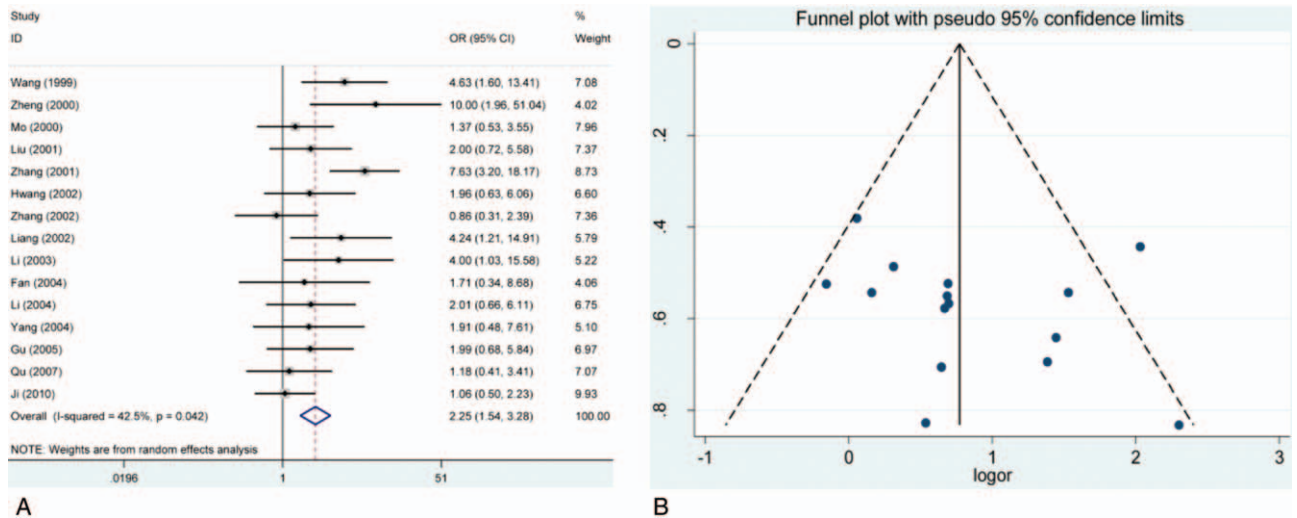 Study %
ID OR (95% CI) Weight
Wang (1999) 4.63 (1.60, 13.41) 7.08
Zheng (2000) 10.00 (1.96, 51.04) 4.02
Mo (2000) 1.37 (0.53, 3.55) 7.96
Liu (2001) 2.00 (0.72, 5.58) 7.37
Zhang (2001) 7.63 (3.20, 18.17) 8.73
Hwang (2002) 1.96 (0.63, 6.06) 6.60
Zhang (2002) 0.86 (0.31, 2.39) 7.36
Liang (2002) 4.24 (1.21, 14.91) 5.79
Li (2003) 4.00 (1.03, 15.58) 5.22
Fan (2004) 1.71 (0.34, 8.68) 4.06
Li (2004) 2.01 (0.66, 6.11) 6.75
Yang (2004) 1.91 (0.48, 7.61) 5.10
Gu (2005) 1.99 (0.68, 5.84) 6.97
Qu (2007) 1.18 (0.41, 3.41) 7.07
Ji (2010) 1.06 (0.50, 2.23) 9.93
Overall (I-squared = 42.5%, p = 0.042) 2.25 (1.54, 3.28) 100.00
NOTE: Weights are from random effects analysis
.0196 1 51
A
Funnel plot with pseudo 95% confidence limits
0
.2
.4
.6
.8
-1 0 1 2 3
logor
B